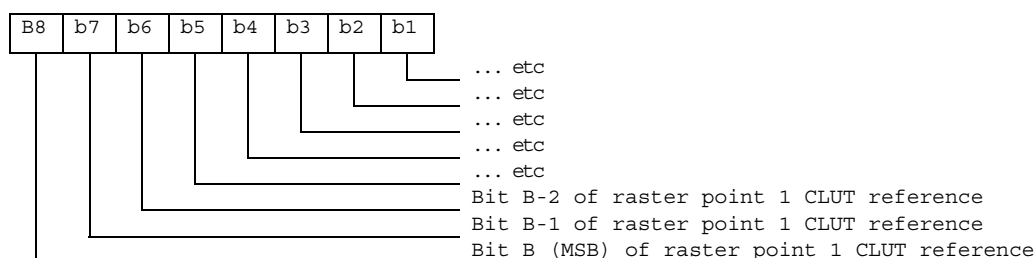 B8 b7 b6 b5 b4 b3 b2 b1
... etc
... etc
... etc
... etc
... etc
Bit B-2 of raster point 1 CLUT reference
Bit B-1 of raster point 1 CLUT reference
Bit B (MSB) of raster point 1 CLUT reference